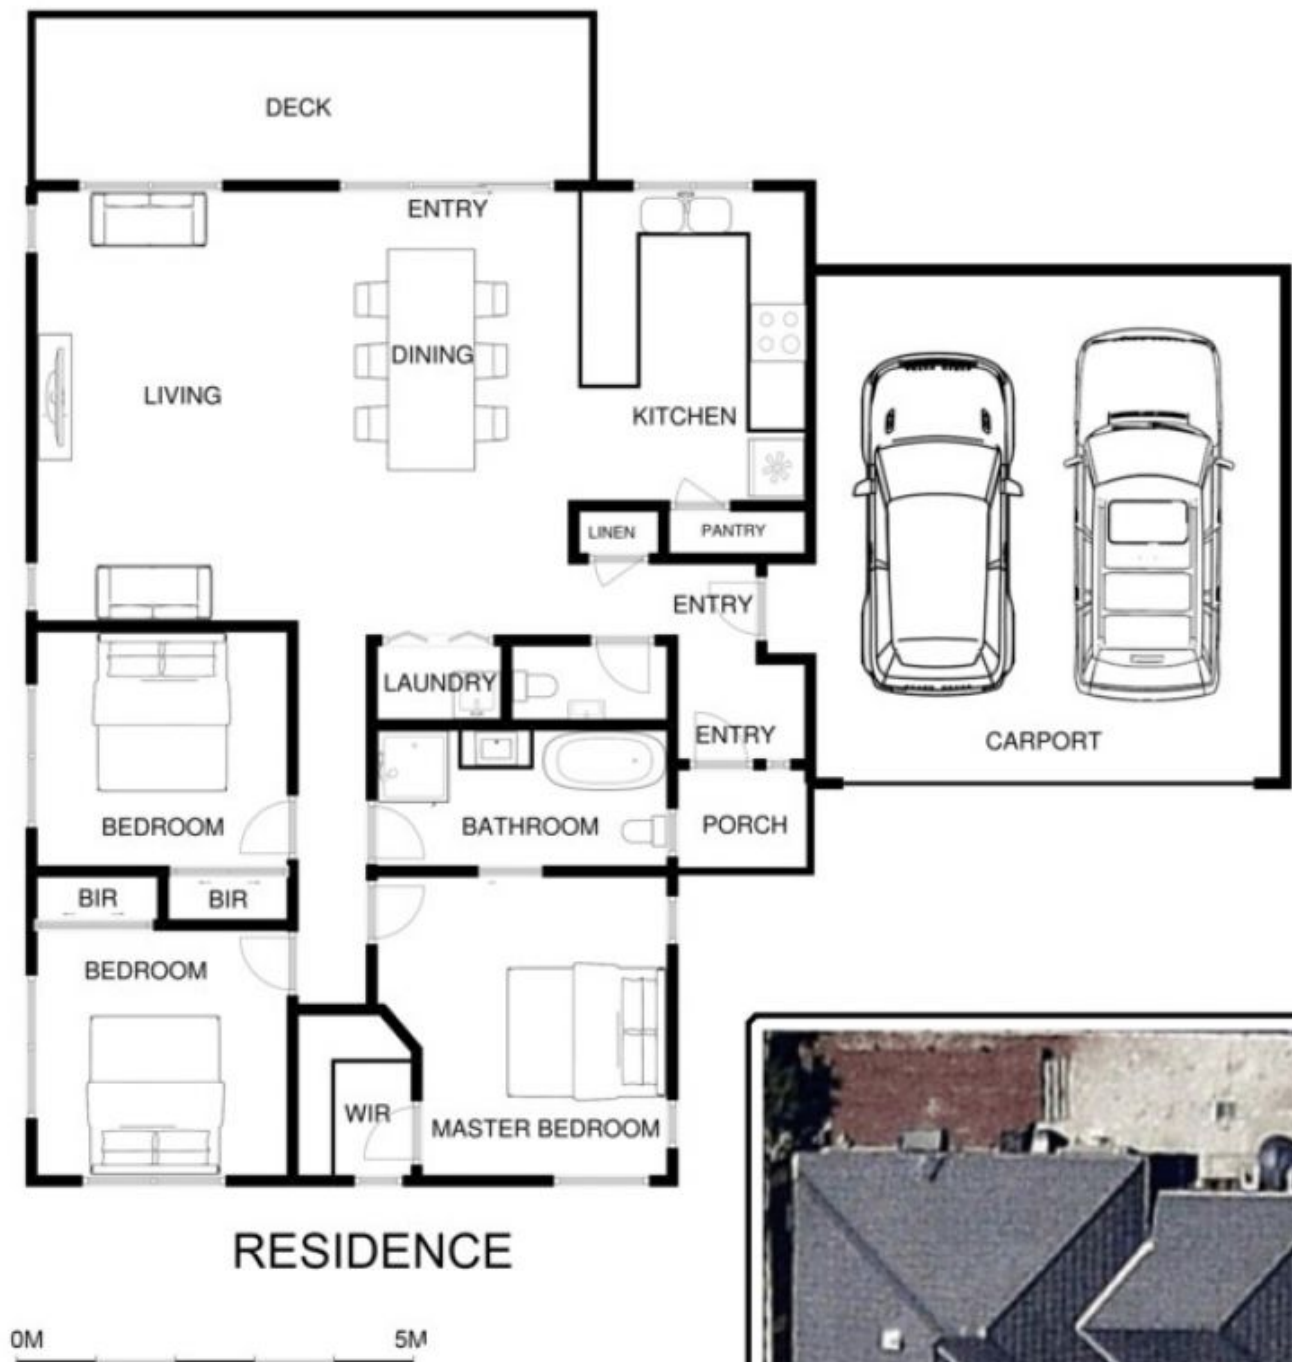 DECK
ENTRY
DINING
LIVING
KITCHEN
LINEN
PANTRY
ENTRY
LAUNDRY
ENTRY
CARPORT
BEDROOM
BATHROOM
PORCH
BIR
BIR
BEDROOM
WIR
MASTER BEDROOM
RESIDENCE
0M
5M